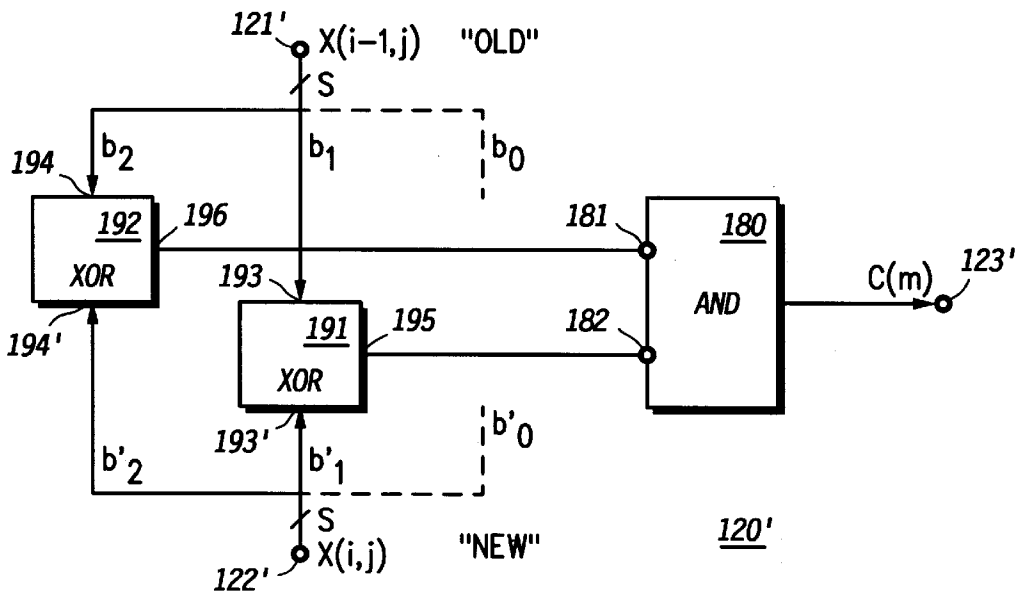 121' X(i−1,j) "OLD"
S
b2 b1 b0
194
192 196 181 180
XOR 193 AND C(m) 123'
194' 191 195 182
XOR
193' b'0
b'2 b'1
S
122' X(i,j) "NEW" 120'